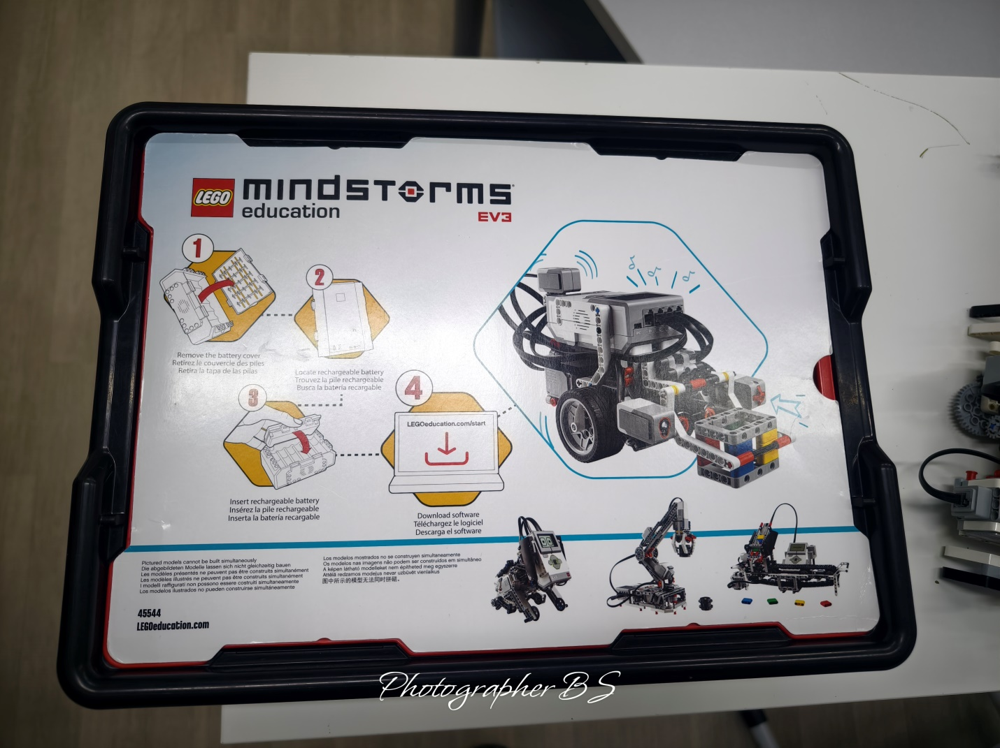 LEGO
mindstorms
education
EV3
1
2
Remove the battery cover
Retirez le couvercle des piles
Retira la tapa de las pilas
Locate rechargeable battery
Trouvez la pile rechargeable
Busca la batería recargable
3
4
LEGOeducation.com/start
Insert rechargeable battery
Insérez la pile rechargeable
Inserta la batería recargable
Download software
Téléchargez le logiciel
Descarga el software
Pictured models cannot be built simultaneously
Die abgebildeten Modelle lassen sich nicht gleichzeitig bauen
Les modèles présentés ne peuvent pas être construits simultanément
Les modèles illustrés ne peuvent pas être construits simultanément
I modelli raffigurati non possono essere costruiti simultaneamente
Los modelos ilustrados no pueden construirse simultáneamente
Los modelos mostrados no se construyen simultaneamente
Os modelos nas imagens não podem ser construídos em simultâneo
A képen látható modelleket nem építheted meg egyszerre
Attēlā redzamos modeļus nevar uzbūvēt vienlaikus
图中所示的模型无法同时拼砌。
45544
LEGOeducation.com
Photographer BS